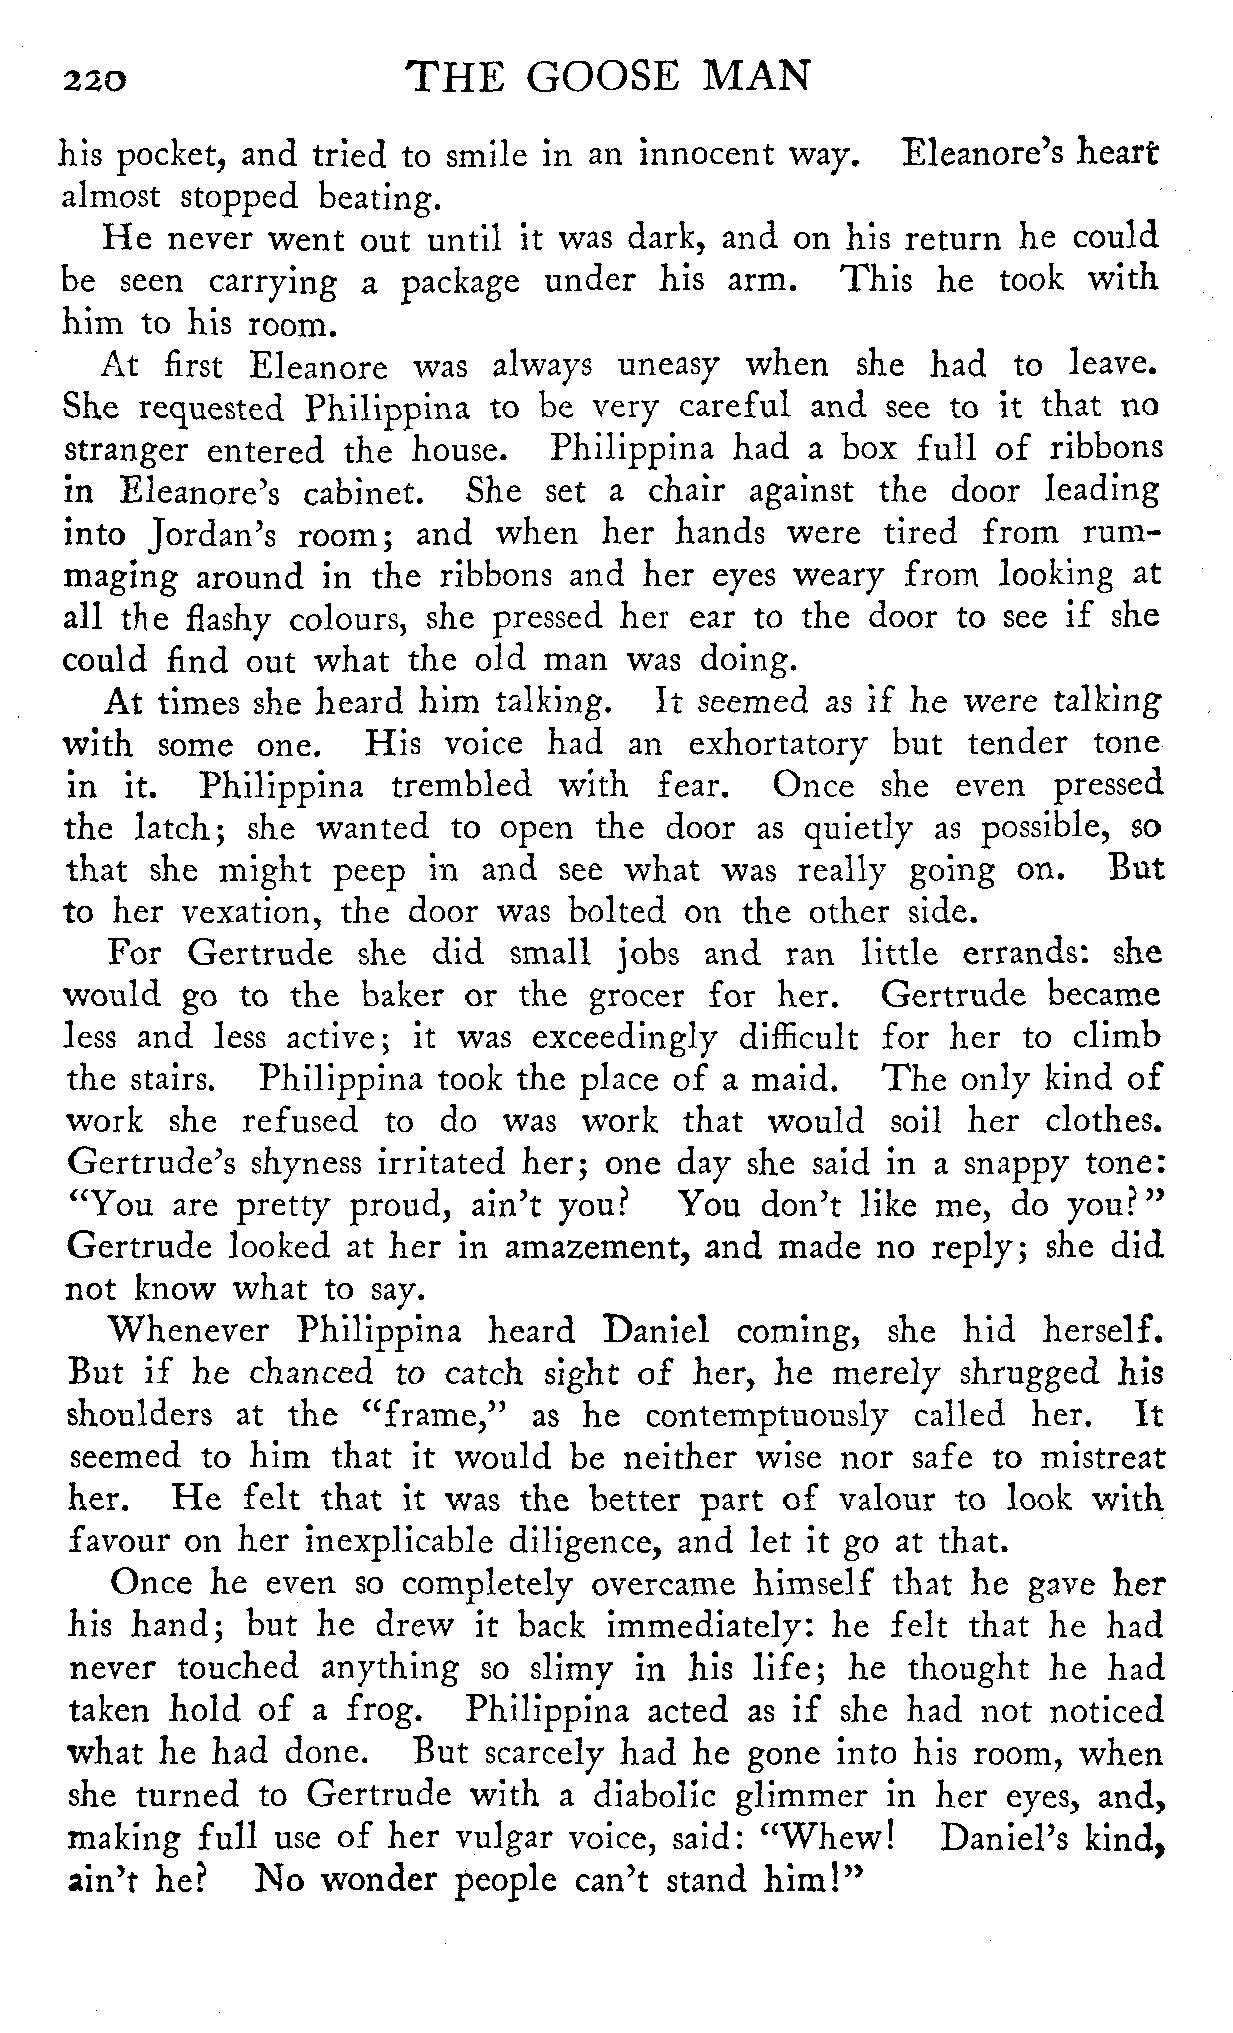 220 THE GOOSE MAN
his pocket, and tried to smile in an innocent way. Eleanore's heart
almost stopped beating.
He never went out until it was dark, and on his return he could
be seen carrying a package under his arm. This he took with
him to his room.
At first Eleanore was always uneasy when she had to leave.
She requested Philippina to be very careful and see to it that no
stranger entered the house. Philippina had a box full of ribbons
in Eleanore's cabinet. She set a chair against the door leading
into Jordan's room; and when her hands were tired from rum-
maging around in the ribbons and her eyes weary from looking at
all the flashy colours, she pressed her ear to the door to see if she
could find out what the old man was doing.
At times she heard him talking. It seemed as if he were talking
with some one. His voice had an exhortatory but tender tone
in it. Philippina trembled with fear. Once she even pressed
the latch; she wanted to open the door as quietly as possible, so
that she might peep in and see what was really going on. But
to her vexation, the door was bolted on the other side.
For Gertrude she did small jobs and ran little errands: she
would go to the baker or the grocer for her. Gertrude became
less and less active; it was exceedingly difficult for her to climb
the stairs. Philippina took the place of a maid. The only kind of
work she refused to do was work that would soil her clothes.
Gertrude's shyness irritated her; one day she said in a snappy tone:
"You are pretty proud, ain't you? You don't like me, do you?"
Gertrude looked at her in amazement, and made no reply; she did
not know what to say.
Whenever Philippina heard Daniel coming, she hid herself.
But if he chanced to catch sight of her, he merely shrugged his
shoulders at the "frame," as he contemptuously called her. It
seemed to him that it would be neither wise nor safe to mistreat
her. He felt that it was the better part of valour to look with
favour on her inexplicable diligence, and let it go at that.
Once he even so completely overcame himself that he gave her
his hand; but he drew it back immediately: he felt that he had
never touched anything so slimy in his life; he thought he had
taken hold of a frog. Philippina acted as if she had not noticed
what he had done. But scarcely had he gone into his room, when
she turned to Gertrude with a diabolic glimmer in her eyes, and,
making full use of her vulgar voice, said: "Whew! Daniel's kind,
ain't he? No wonder people can't stand him!"